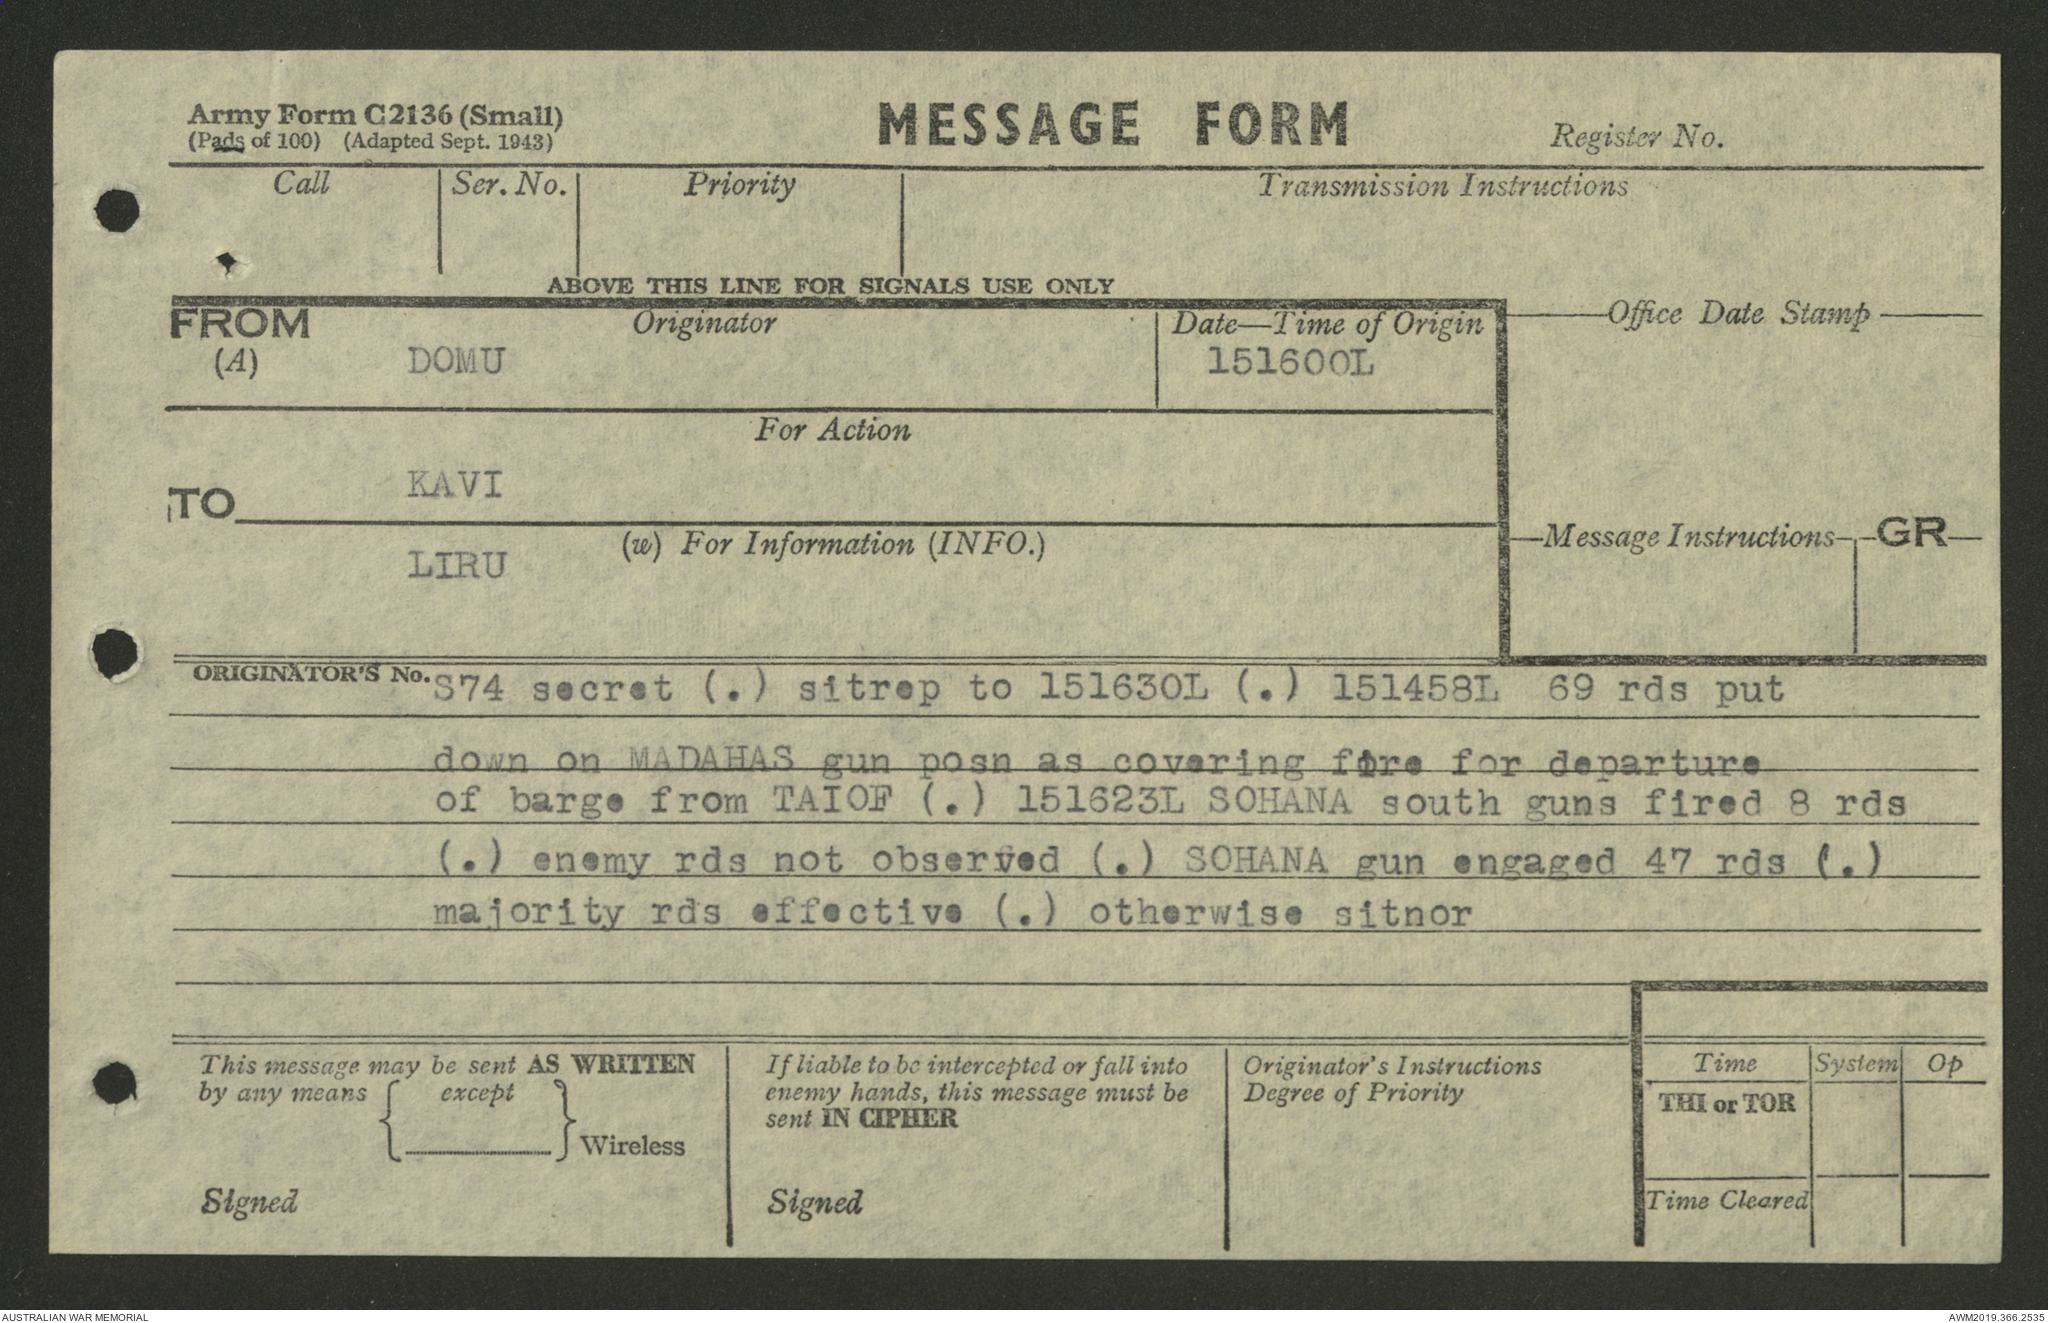 Army Form C2136 (Small)
(Pads of 100) (Adapted Sept. 1943)
MESSAGE FORM
Register No.
Call
Ser. No.
Priority
Transmission Instructions
ABOVE THIS LINE FOR SIGNALS USE ONLY
FROM
(A)
Originator
DOMU
Date—Time of Origin
151600L
Office Date Stamp
For Action
TO
KAVI
(w) For Information (INFO.)
LIRU
Message Instructions
GR
ORIGINATOR'S No.
S74 secret (.) sitrep to 151630L (.) 151458L 69 rds put
down on MADAHAS gun posn as covering fire for departure
of barge from TAIOF (.) 151623L SOHANA south guns fired 8 rds
(.) enemy rds not observed (.) SOHANA gun engaged 47 rds (.)
majority rds effective (.) otherwise sitnor
This message may be sent AS WRITTEN
by any means except
Wireless
Signed
If liable to be intercepted or fall into
enemy hands, this message must be
sent IN CIPHER
Signed
Originator's Instructions
Degree of Priority
Time
System
Op
THI or TOR
Time Cleared
AUSTRALIAN WAR MEMORIAL
AWM2019.366.2535